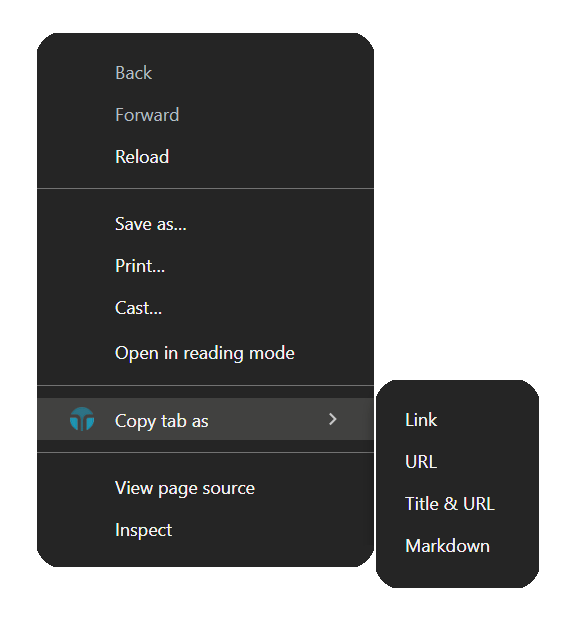 Back
Forward
Reload
Save as...
Print...
Cast...
Open in reading mode
Copy tab as
Link
URL
Title & URL
Markdown
View page source
Inspect